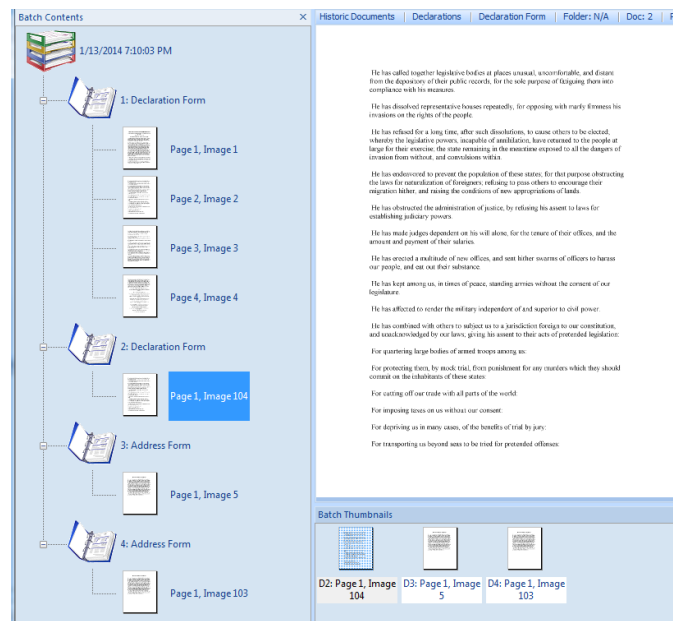 Batch Contents
1/13/2014 7:10:03 PM
1: Declaration Form
Page 1, Image 1
Page 2, Image 2
Page 3, Image 3
Page 4, Image 4
2: Declaration Form
Page 1, Image 104
3: Address Form
Page 1, Image 5
4: Address Form
Page 1, Image 103
Historic Documents Declarations Declaration Form Folder: N/A Doc: 2
He has called together legislative bodies at places unusual, uncomfortable, and distant
from the depository of their public records, for the sole purpose of fatiguing them into
compliance with his measures.
He has dissolved representative houses repeatedly, for opposing with manly firmness his
invasions on the rights of the people.
He has refused for a long time, after such dissolutions, to cause others to be elected,
whereby the legislative powers, incapable of annihilation, have returned to the people at
large for their exercise; the state remaining in the meantime exposed to all the dangers of
invasion from without, and convulsions within.
He has endeavored to prevent the population of these states; for that purpose obstructing
the laws for naturalization of foreigners; refusing to pass others to encourage their
migration hither, and raising the conditions of new appropriations of lands.
He has obstructed the administration of justice, by refusing his assent to laws for
establishing judiciary powers.
He has made judges dependent on his will alone, for the tenure of their offices, and the
amount and payment of their salaries.
He has erected a multitude of new offices, and sent hither swarms of officers to harass
our people, and eat out their substance.
He has kept among us, in times of peace, standing armies without the consent of our
legislature.
He has affected to render the military independent of and superior to civil power.
He has combined with others to subject us to a jurisdiction foreign to our constitution,
and unacknowledged by our laws; giving his assent to their acts of pretended legislation:
For quartering large bodies of armed troops among us:
For protecting them, by mock trial, from punishment for any murders which they should
commit on the inhabitants of these states:
For cutting off our trade with all parts of the world:
For imposing taxes on us without our consent:
For depriving us in many cases, of the benefits of trial by jury:
For transporting us beyond seas to be tried for pretended offenses:
Batch Thumbnails
D2: Page 1, Image 104
D3: Page 1, Image 5
D4: Page 1, Image 103